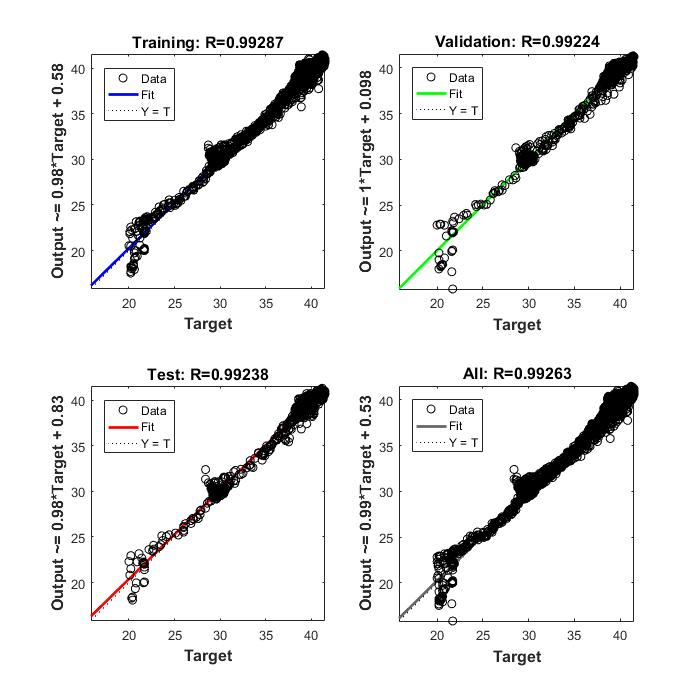 Training: R=0.99287
Output ~= 0.98*Target + 0.58
Data
Fit
Y = T
40
35
30
25
20
20 25 30 35 40
Target
Validation: R=0.99224
Output ~= 1*Target + 0.098
Data
Fit
Y = T
40
35
30
25
20
20 25 30 35 40
Target
Test: R=0.99238
Output ~= 0.98*Target + 0.83
Data
Fit
Y = T
40
35
30
25
20
20 25 30 35 40
Target
All: R=0.99263
Output ~= 0.99*Target + 0.53
Data
Fit
Y = T
40
35
30
25
20
20 25 30 35 40
Target